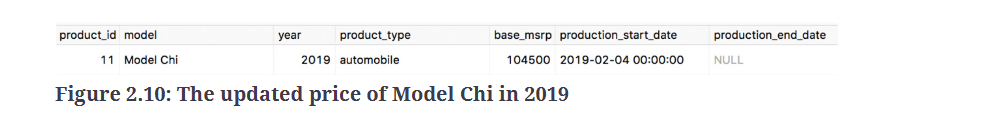 product_id model year product_type base_msrp production_start_date production_end_date
11 Model Chi 2019 automobile 104500 2019-02-04 00:00:00 NULL
Figure 2.10: The updated price of Model Chi in 2019